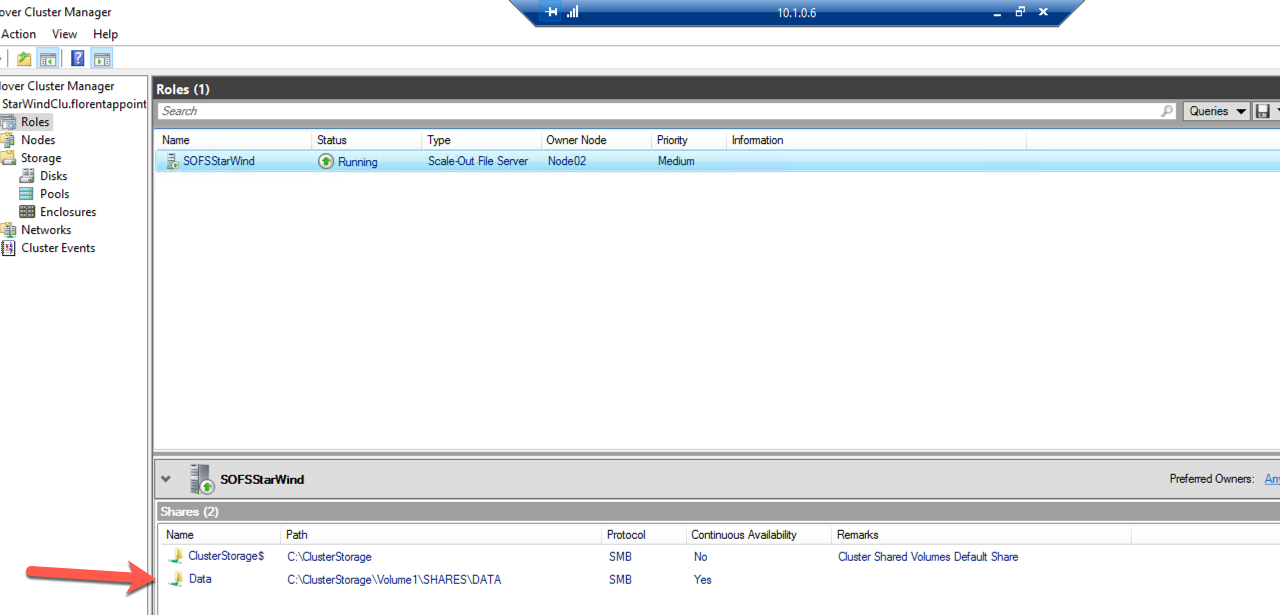 over Cluster Manager
10.1.0.6
Action View Help
lover Cluster Manager
StarWindClu.florentappoint
Roles
Nodes
Storage
Disks
Pools
Enclosures
Networks
Cluster Events
Roles (1)
Search
Queries
Name Status Type Owner Node Priority Information
SOFSStarWind Running Scale-Out File Server Node02 Medium
SOFSStarWind
Preferred Owners: Any
Shares (2)
Name Path Protocol Continuous Availability Remarks
ClusterStorage$ C:\ClusterStorage SMB No Cluster Shared Volumes Default Share
Data C:\ClusterStorage\Volume1\SHARES\DATA SMB Yes